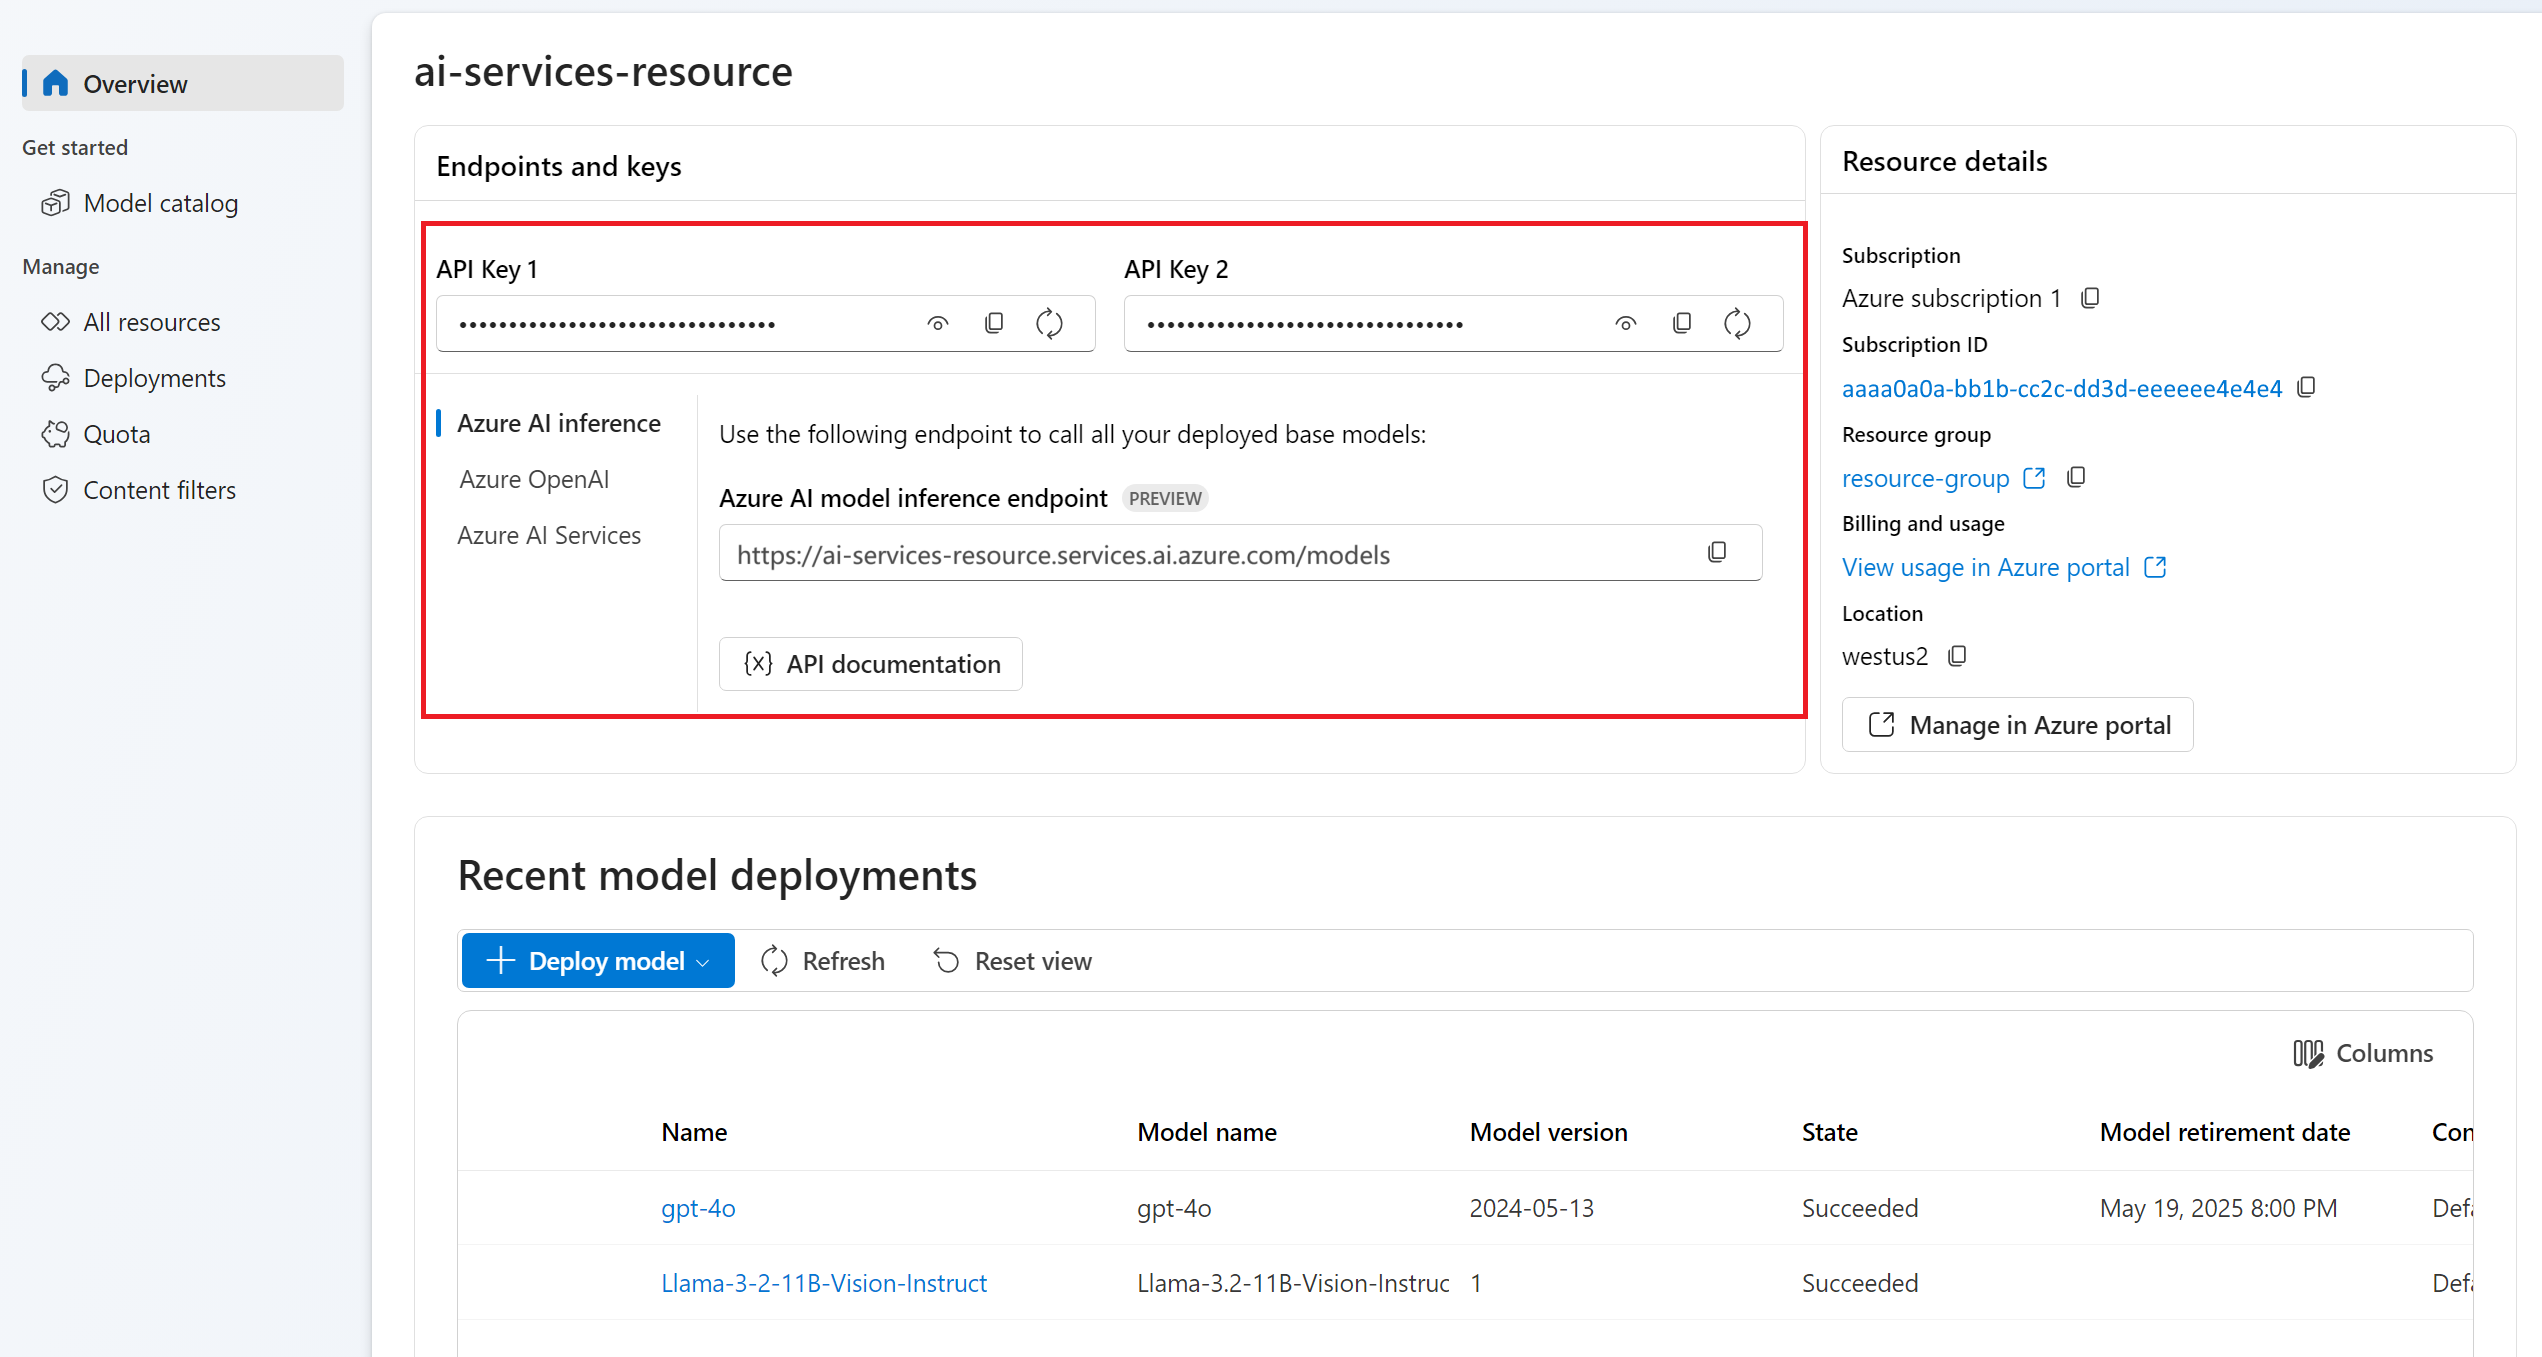 Overview
Get started
Model catalog
Manage
All resources
Deployments
Quota
Content filters
ai-services-resource
Endpoints and keys
API Key 1
API Key 2
••••••••••••••••••••••••••••••••
••••••••••••••••••••••••••••••••
Azure AI inference
Azure OpenAI
Azure AI Services
Use the following endpoint to call all your deployed base models:
Azure AI model inference endpoint PREVIEW
https://ai-services-resource.services.ai.azure.com/models
{x} API documentation
Resource details
Subscription
Azure subscription 1
Subscription ID
aaaa0a0a-bb1b-cc2c-dd3d-eeeeee4e4e4
Resource group
resource-group
Billing and usage
View usage in Azure portal
Location
westus2
Manage in Azure portal
Recent model deployments
Deploy model Refresh Reset view
Columns
Name Model name Model version State Model retirement date Con
gpt-4o gpt-4o 2024-05-13 Succeeded May 19, 2025 8:00 PM Defa
Llama-3-2-11B-Vision-Instruct Llama-3.2-11B-Vision-Instruc 1 Succeeded Defa